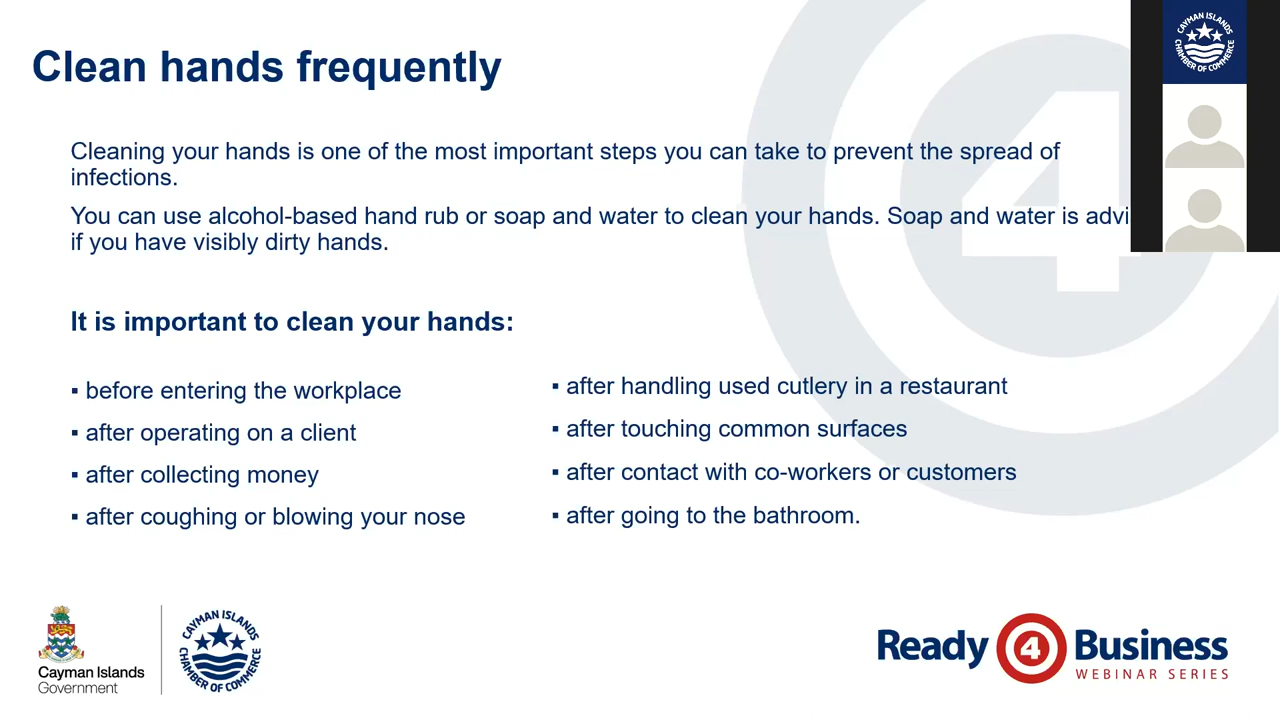 Clean hands frequently
Cleaning your hands is one of the most important steps you can take to prevent the spread of
infections.
You can use alcohol-based hand rub or soap and water to clean your hands. Soap and water is
if you have visibly dirty hands.
It is important to clean your hands:
▪ before entering the workplace
▪ after operating on a client
▪ after collecting money
▪ after coughing or blowing your nose
▪ after handling used cutlery in a restaurant
▪ after touching common surfaces
▪ after contact with co-workers or customers
▪ after going to the bathroom.
CAYMAN ISLANDS
CHAMBER OF COMMERCE
4
Cayman Islands
Government
CAYMAN ISLANDS
CHAMBER OF COMMERCE
Ready 4 Business
WEBINAR SERIES